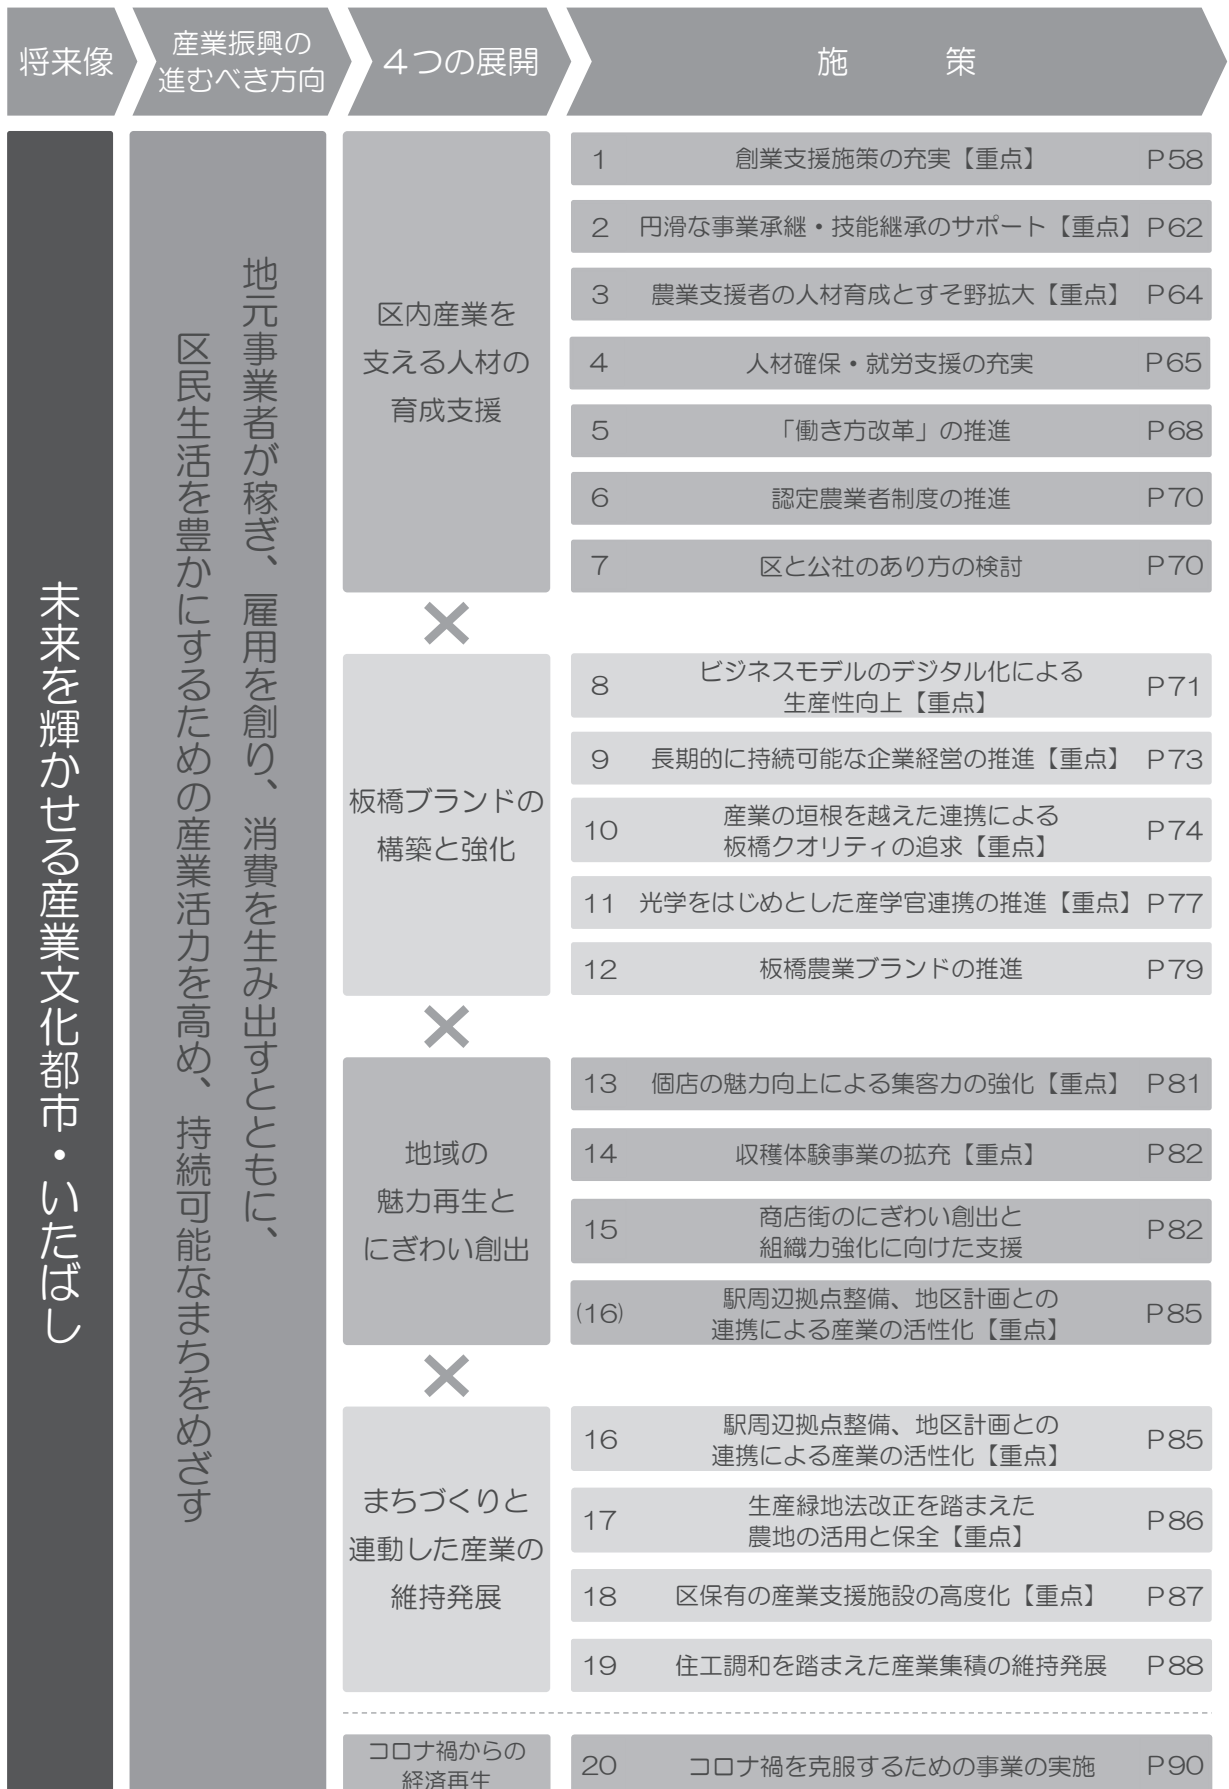 将来像
産業振興の
進むべき方向
４つの展開
施　策
未来を輝かせる産業文化都市・いたばし
地元事業者が稼ぎ、雇用を創り、消費を生み出すとともに、
区民生活を豊かにするための産業活力を高め、持続可能なまちをめざす
区内産業を
支える人材の
育成支援
1 創業支援施策の充実【重点】 P58
2 円滑な事業承継・技能継承のサポート【重点】 P62
3 農業支援者の人材育成とすそ野拡大【重点】 P64
4 人材確保・就労支援の充実 P65
5 「働き方改革」の推進 P68
6 認定農業者制度の推進 P70
7 区と公社のあり方の検討 P70
×
板橋ブランドの
構築と強化
8 ビジネスモデルのデジタル化による
生産性向上【重点】 P71
9 長期的に持続可能な企業経営の推進【重点】 P73
10 産業の垣根を越えた連携による
板橋クオリティの追求【重点】 P74
11 光学をはじめとした産学官連携の推進【重点】 P77
12 板橋農業ブランドの推進 P79
×
地域の
魅力再生と
にぎわい創出
13 個店の魅力向上による集客力の強化【重点】 P81
14 収穫体験事業の拡充【重点】 P82
15 商店街のにぎわい創出と
組織力強化に向けた支援 P82
(16) 駅周辺拠点整備、地区計画との
連携による産業の活性化【重点】 P85
×
まちづくりと
連動した産業の
維持発展
16 駅周辺拠点整備、地区計画との
連携による産業の活性化【重点】 P85
17 生産緑地法改正を踏まえた
農地の活用と保全【重点】 P86
18 区保有の産業支援施設の高度化【重点】 P87
19 住工調和を踏まえた産業集積の維持発展 P88
コロナ禍からの
経済再生
20 コロナ禍を克服するための事業の実施 P90